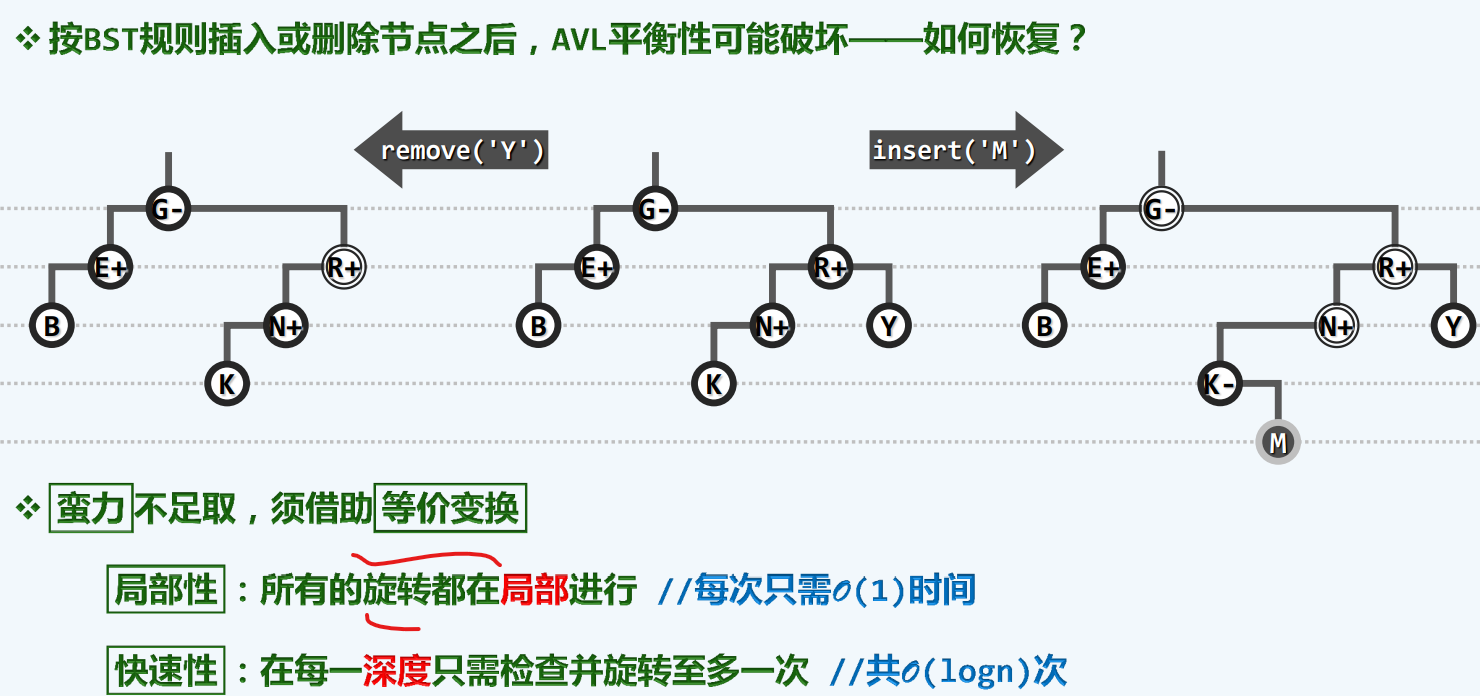 ❖ 按BST规则插入或删除节点之后，AVL平衡性可能破坏——如何恢复？
remove('Y') insert('M')
G- G- G-
E+ R+ E+ R+ E+ R+
B N+ B N+ Y B N+ Y
K K K-
M
❖ 蛮力不足取，须借助等价变换
局部性：所有的旋转都在局部进行 //每次只需O(1)时间
快速性：在每一深度只需检查并旋转至多一次 //共O(logn)次